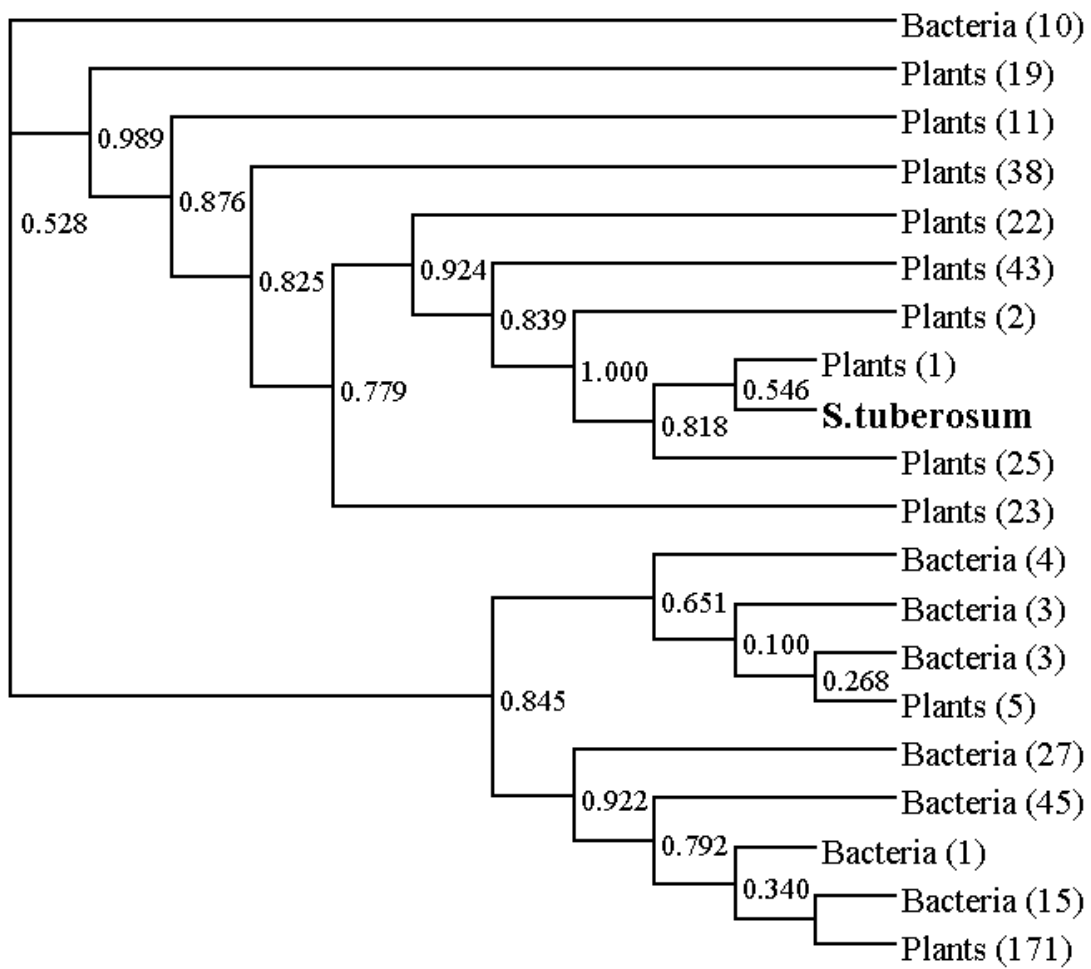 Bacteria (10)
Plants (19)
0.989
Plants (11)
0.876
Plants (38)
0.528
Plants (22)
0.924
Plants (43)
0.825
0.839
Plants (2)
1.000
Plants (1)
0.779
0.546
S.tuberosum
0.818
Plants (25)
Plants (23)
Bacteria (4)
0.651
Bacteria (3)
0.100
Bacteria (3)
0.268
0.845
Plants (5)
Bacteria (27)
0.922
Bacteria (45)
0.792
Bacteria (1)
0.340
Bacteria (15)
Plants (171)